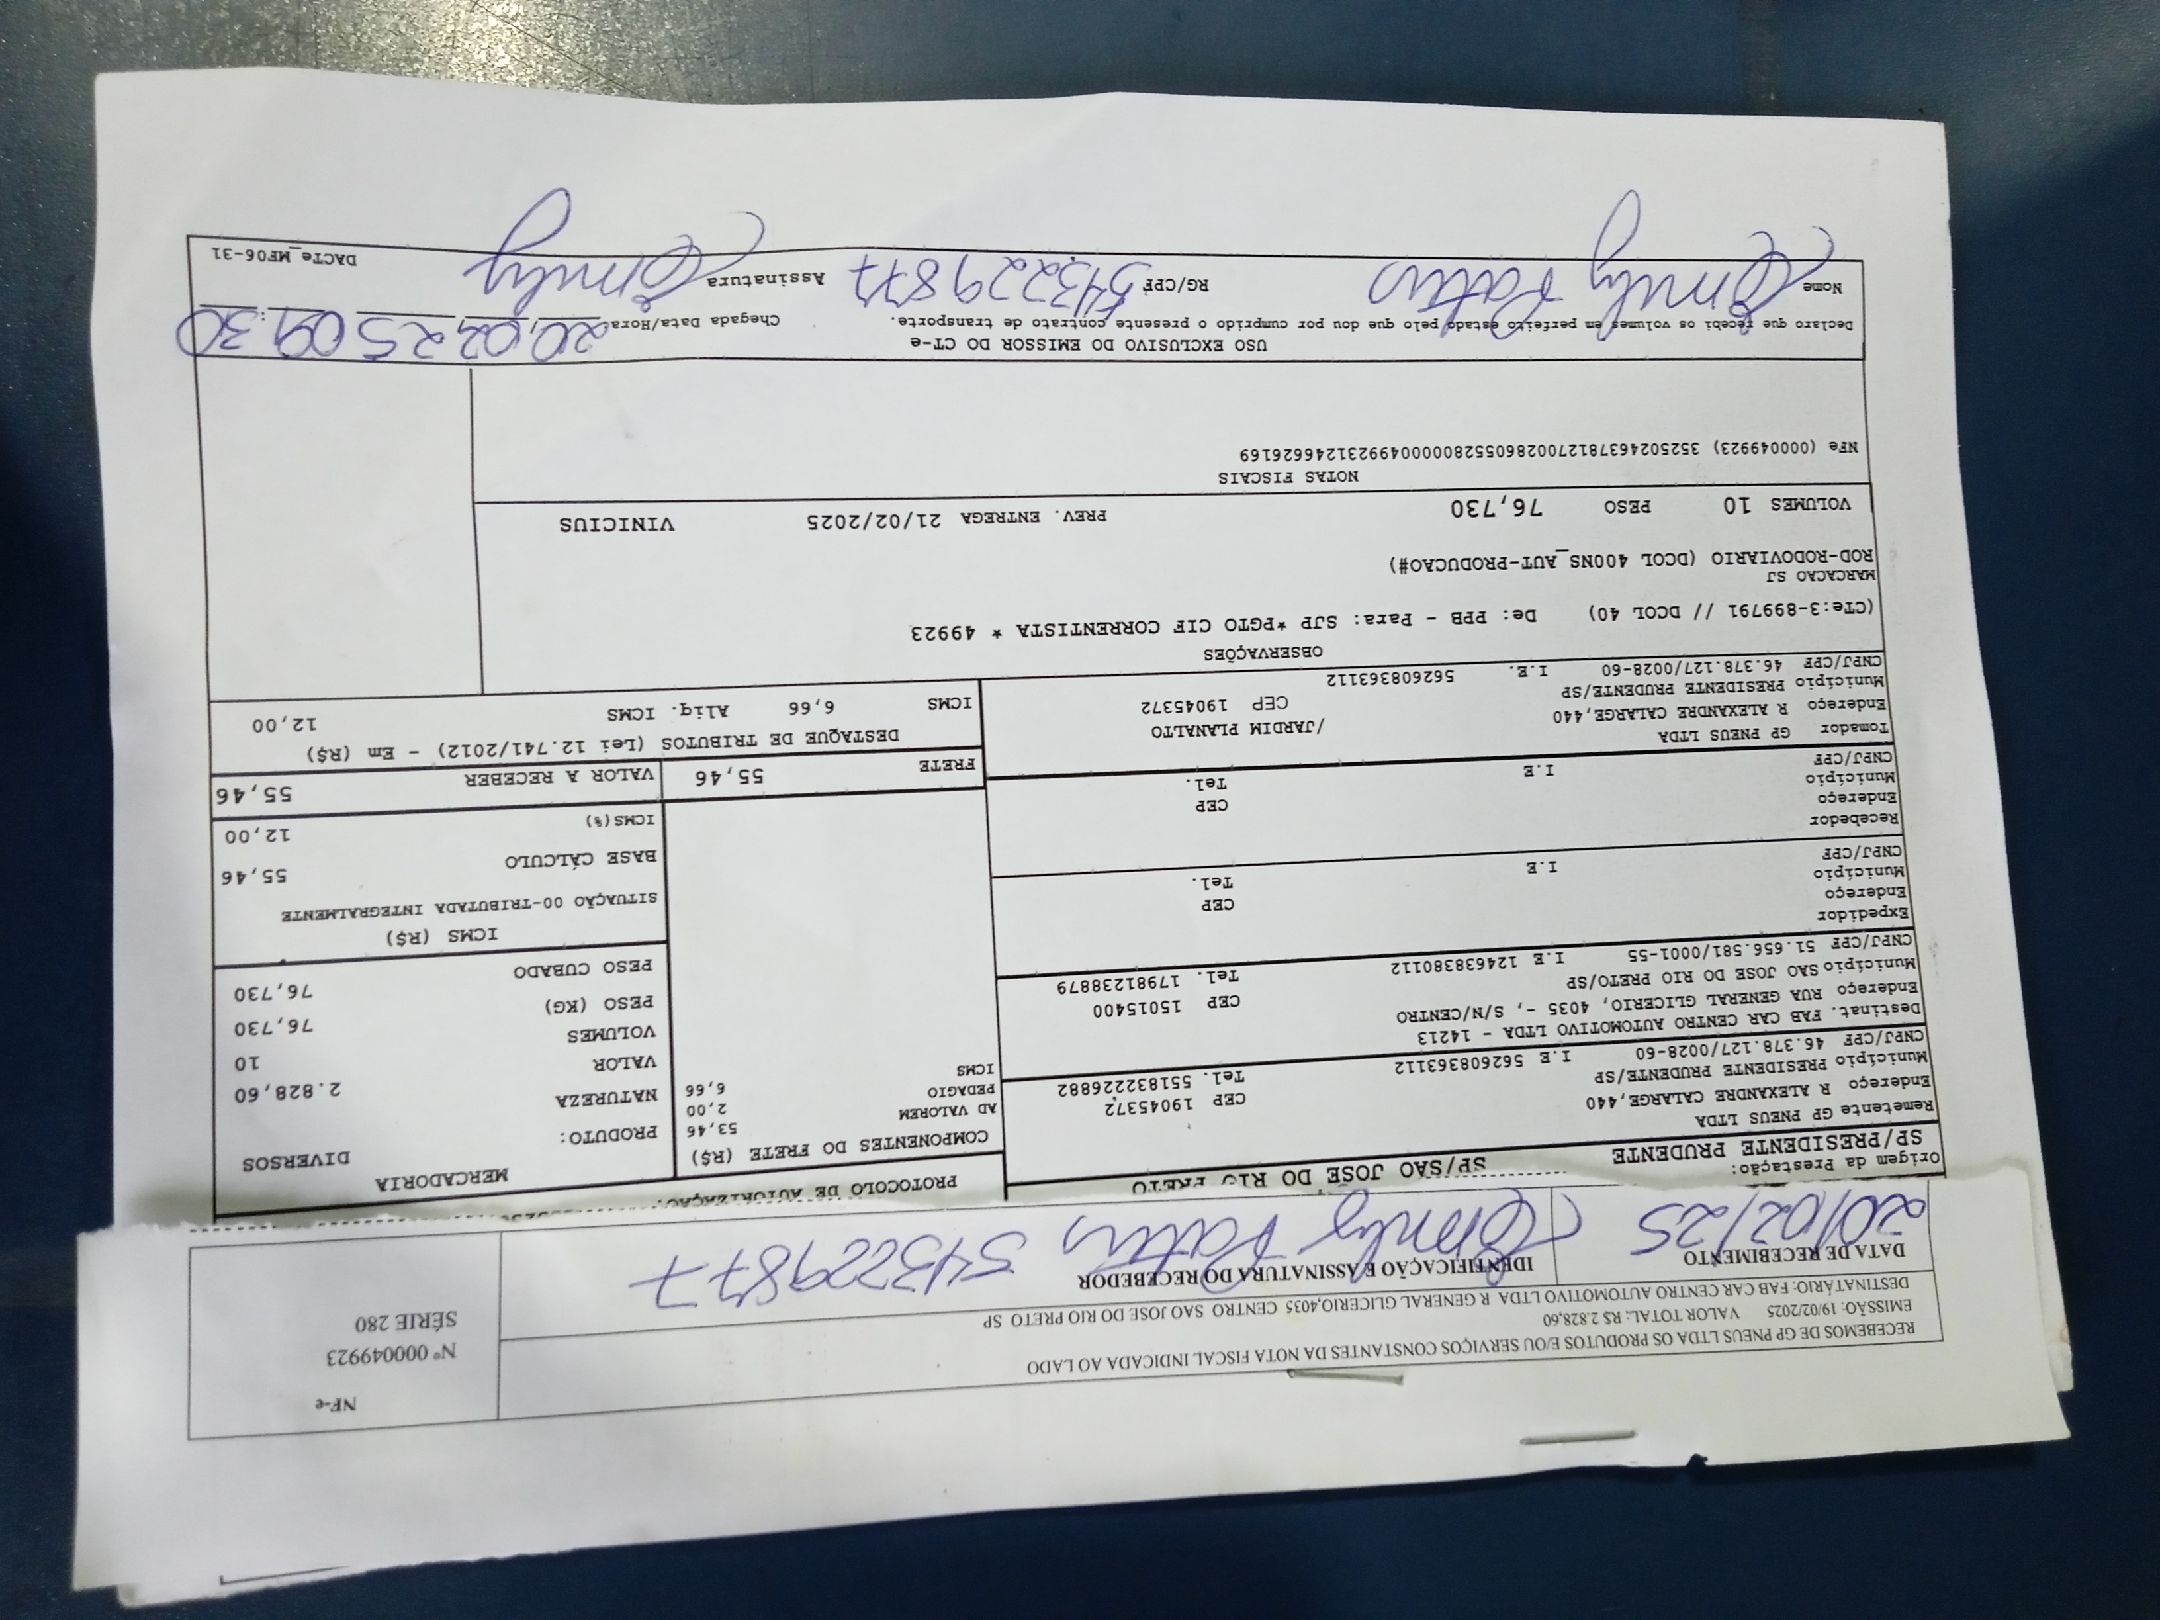 RECEBEMOS DE GP PNEUS LTDA OS PRODUTOS E/OU SERVIÇOS CONSTANTES DA NOTA FISCAL INDICADA AO LADO
EMISSÃO: 19/02/2025 VALOR TOTAL: R$ 2.828,60
DESTINATÁRIO: FAB CAR CENTRO AUTOMOTIVO LTDA R GENERAL GLICERIO,4035 CENTRO SAO JOSE DO RIO PRETO SP
NF-e
Nº 000049923
SÉRIE 280
DATA DE RECEBIMENTO
20/02/25
IDENTIFICAÇÃO E ASSINATURA DO RECEBEDOR
Emily 543229877
PROTOCOLO DE AUTORIZAÇÃO:
Origem da Prestação:
SP/PRESIDENTE PRUDENTE
SP/SAO JOSE DO RIO PRETO
Remetente GP PNEUS LTDA
Endereço R ALEXANDRE CALARGE,440
CEP 19045372
Município PRESIDENTE PRUDENTE/SP
Tel. 551832226882
CNPJ/CPF 46.378.127/0028-60 I.E 562608363112
Destinat. FAB CAR CENTRO AUTOMOTIVO LTDA - 14213
Endereço RUA GENERAL GLICERIO, 4035 -, S/N/CENTRO
CEP 15015400
Município SAO JOSE DO RIO PRETO/SP
Tel. 17981238879
CNPJ/CPF 51.656.581/0001-55 I.E 124638380112
Expedidor
Endereço
CEP
Município
Tel.
CNPJ/CPF I.E
Recebedor
Endereço
CEP
Município
Tel.
CNPJ/CPF I.E
Tomador GP PNEUS LTDA
Endereço R ALEXANDRE CALARGE,440 /JARDIM PLANALTO
Município PRESIDENTE PRUDENTE/SP CEP 19045372
CNPJ/CPF 46.378.127/0028-60 I.E. 562608363112
COMPONENTES DO FRETE (R$)
AD VALOREM 53,46
PEDAGIO 2,00
ICMS 6,66
MERCADORIA
PRODUTO: DIVERSOS
NATUREZA
VALOR 2.828,60
VOLUMES 10
PESO (KG) 76,730
PESO CUBADO 76,730
ICMS (R$)
SITUAÇÃO 00-TRIBUTADA INTEGRALMENTE
BASE CÁLCULO 55,46
ICMS(%) 12,00
FRETE 55,46
VALOR A RECEBER 55,46
DESTAQUE DE TRIBUTOS (Lei 12.741/2012) - Em (R$)
ICMS 6,66 Aliq. ICMS 12,00
OBSERVAÇÕES
(CTe:3-899791 // DCOL 40) De: PPB - Para: SJP *PGTO CIF CORRENTISTA * 49923
MARCACAO SJ
ROD-RODOVIARIO (DCOL 400NS_AUT-PRODUCAO#)
VOLUMES 10 PESO 76,730 PREV. ENTREGA 21/02/2025 VINICIUS
NOTAS FISCAIS
NFe (000049923) 35250246378127002860552800000499231246626169
USO EXCLUSIVO DO EMISSOR DO CT-e
Declaro que recebi os volumes em perfeito estado pelo que dou por cumprido o presente contrato de transporte.
Chegada Data/Hora 20/02/25 09:30
Nome Emily
RG/CPF 543229877
Assinatura Emily
DACTe_MF06-31